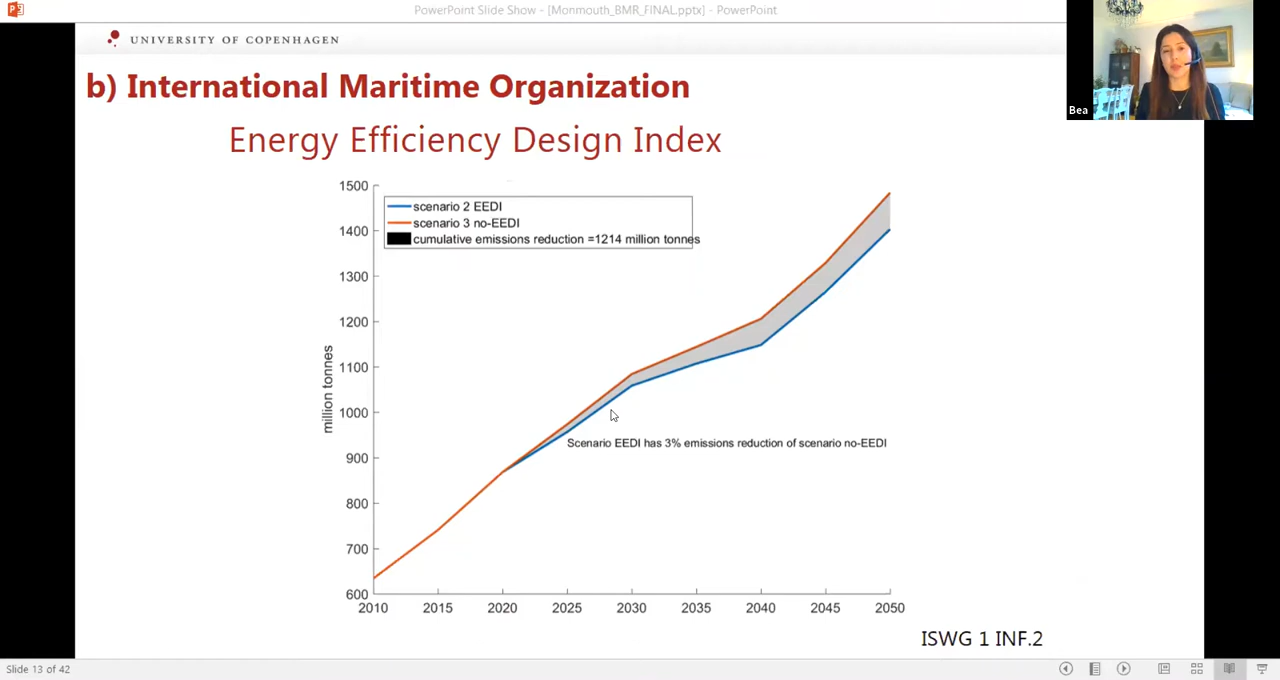 PowerPoint Slide Show - [Monmouth_BMR_FINAL.pptx] - PowerPoint
UNIVERSITY OF COPENHAGEN
Bea
b) International Maritime Organization
Energy Efficiency Design Index
1500
1400
1300
1200
1100
1000
900
800
700
600
million tonnes
scenario 2 EEDI
scenario 3 no-EEDI
cumulative emissions reduction =1214 million tonnes
Scenario EEDI has 3% emissions reduction of scenario no-EEDI
2010 2015 2020 2025 2030 2035 2040 2045 2050
ISWG 1 INF.2
Slide 13 of 42